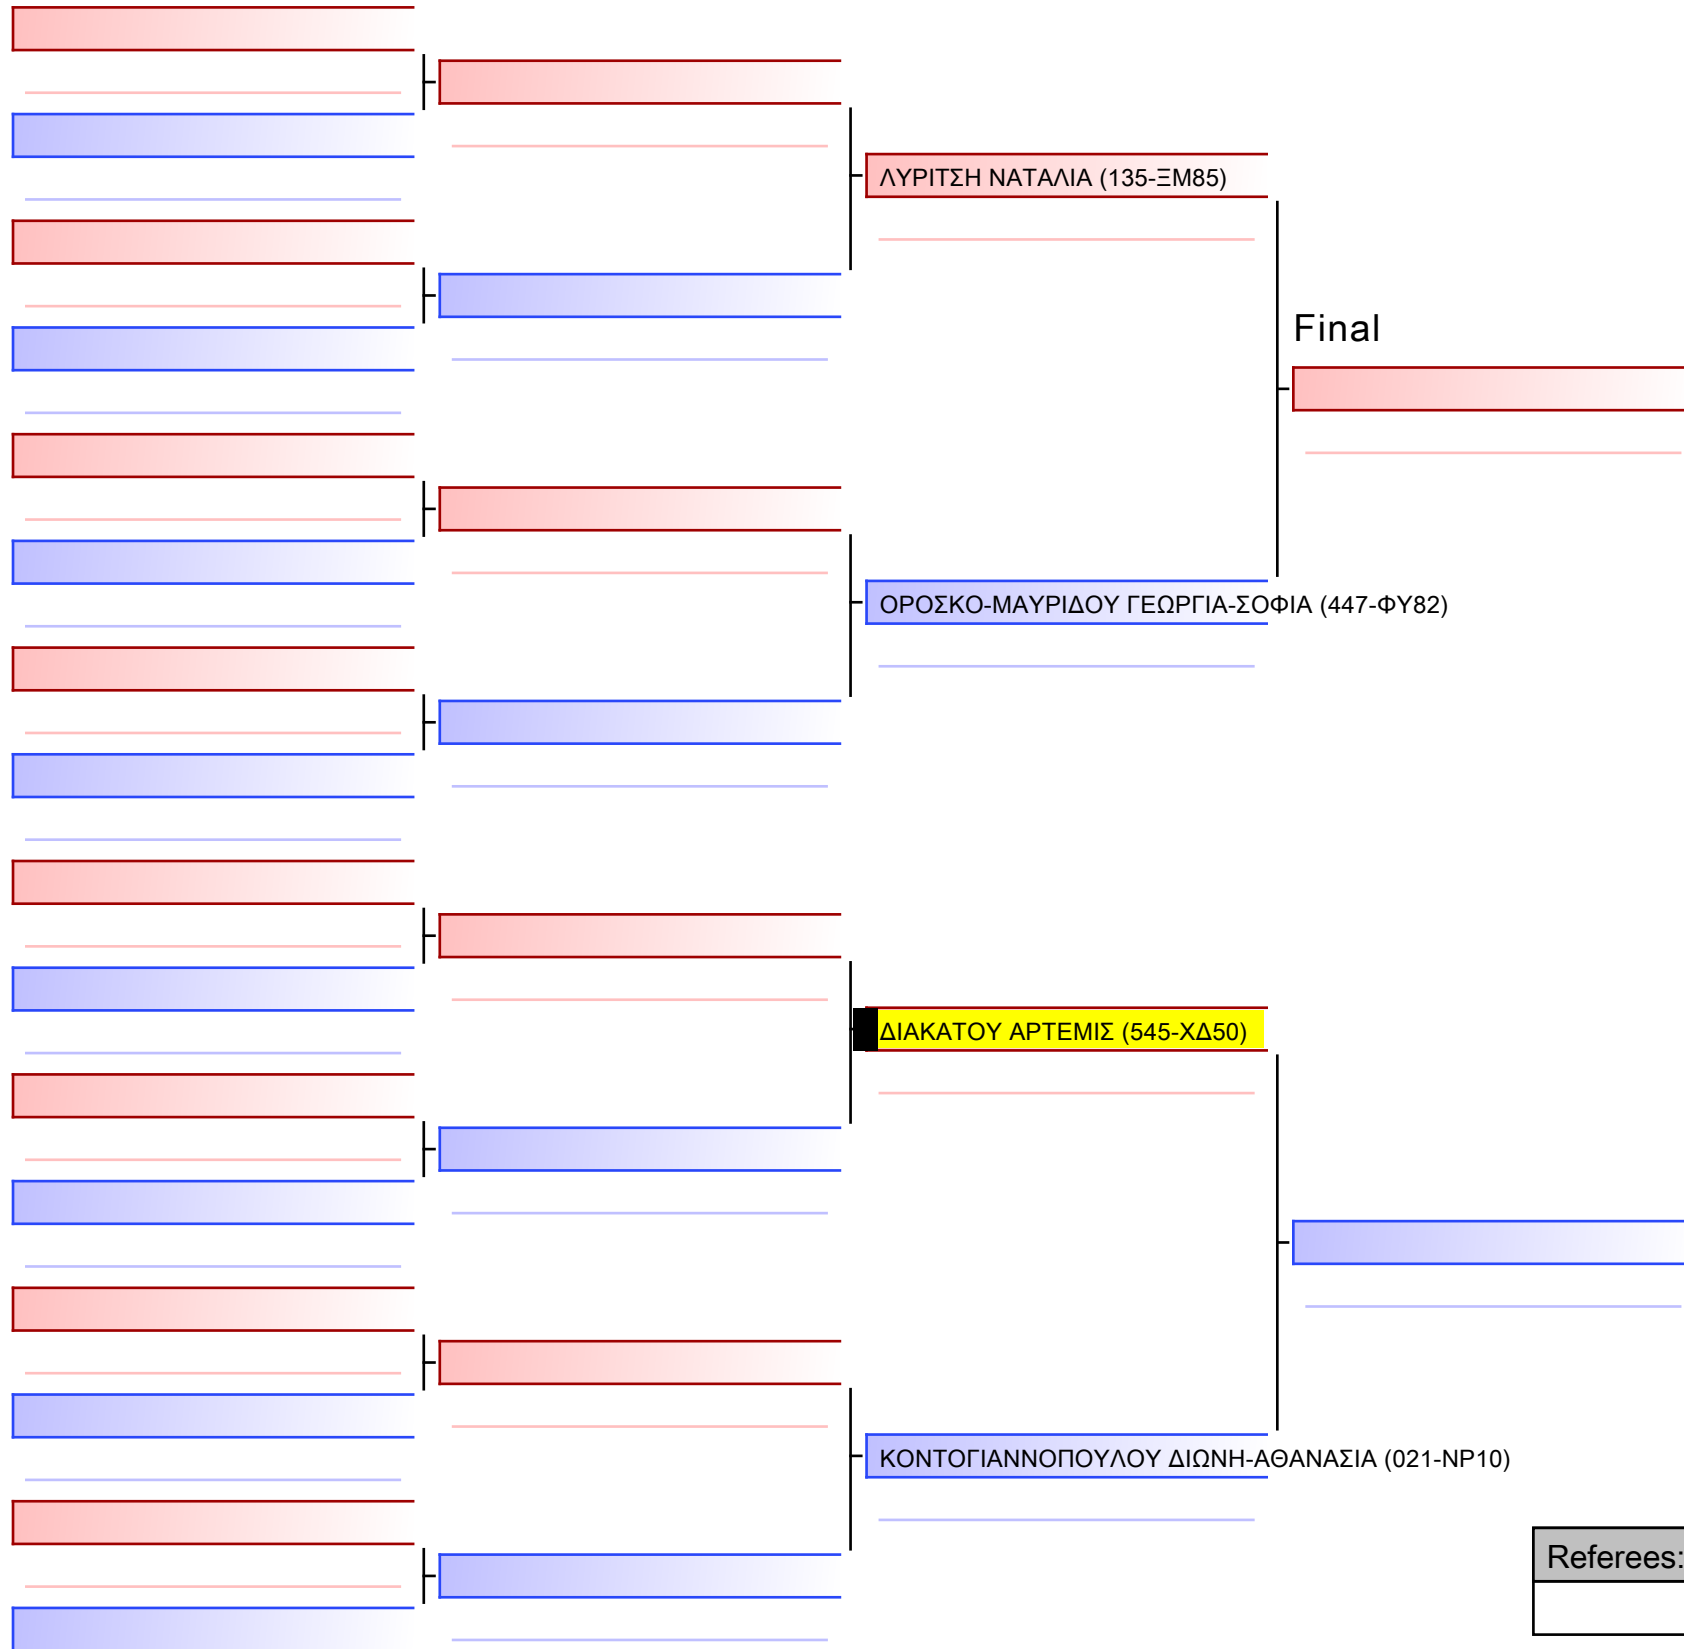 ΛΥΡΙΤΣΗ ΝΑΤΑΛΙΑ (135-ΞΜ85)
Final
ΟΡΟΣΚΟ-ΜΑΥΡΙΔΟΥ ΓΕΩΡΓΙΑ-ΣΟΦΙΑ (447-ΦΥ82)
ΔΙΑΚΑΤΟΥ ΑΡΤΕΜΙΣ (545-ΧΔ50)
ΚΟΝΤΟΓΙΑΝΝΟΠΟΥΛΟΥ ΔΙΩΝΗ-ΑΘΑΝΑΣΙΑ (021-ΝΡ10)
Referees: